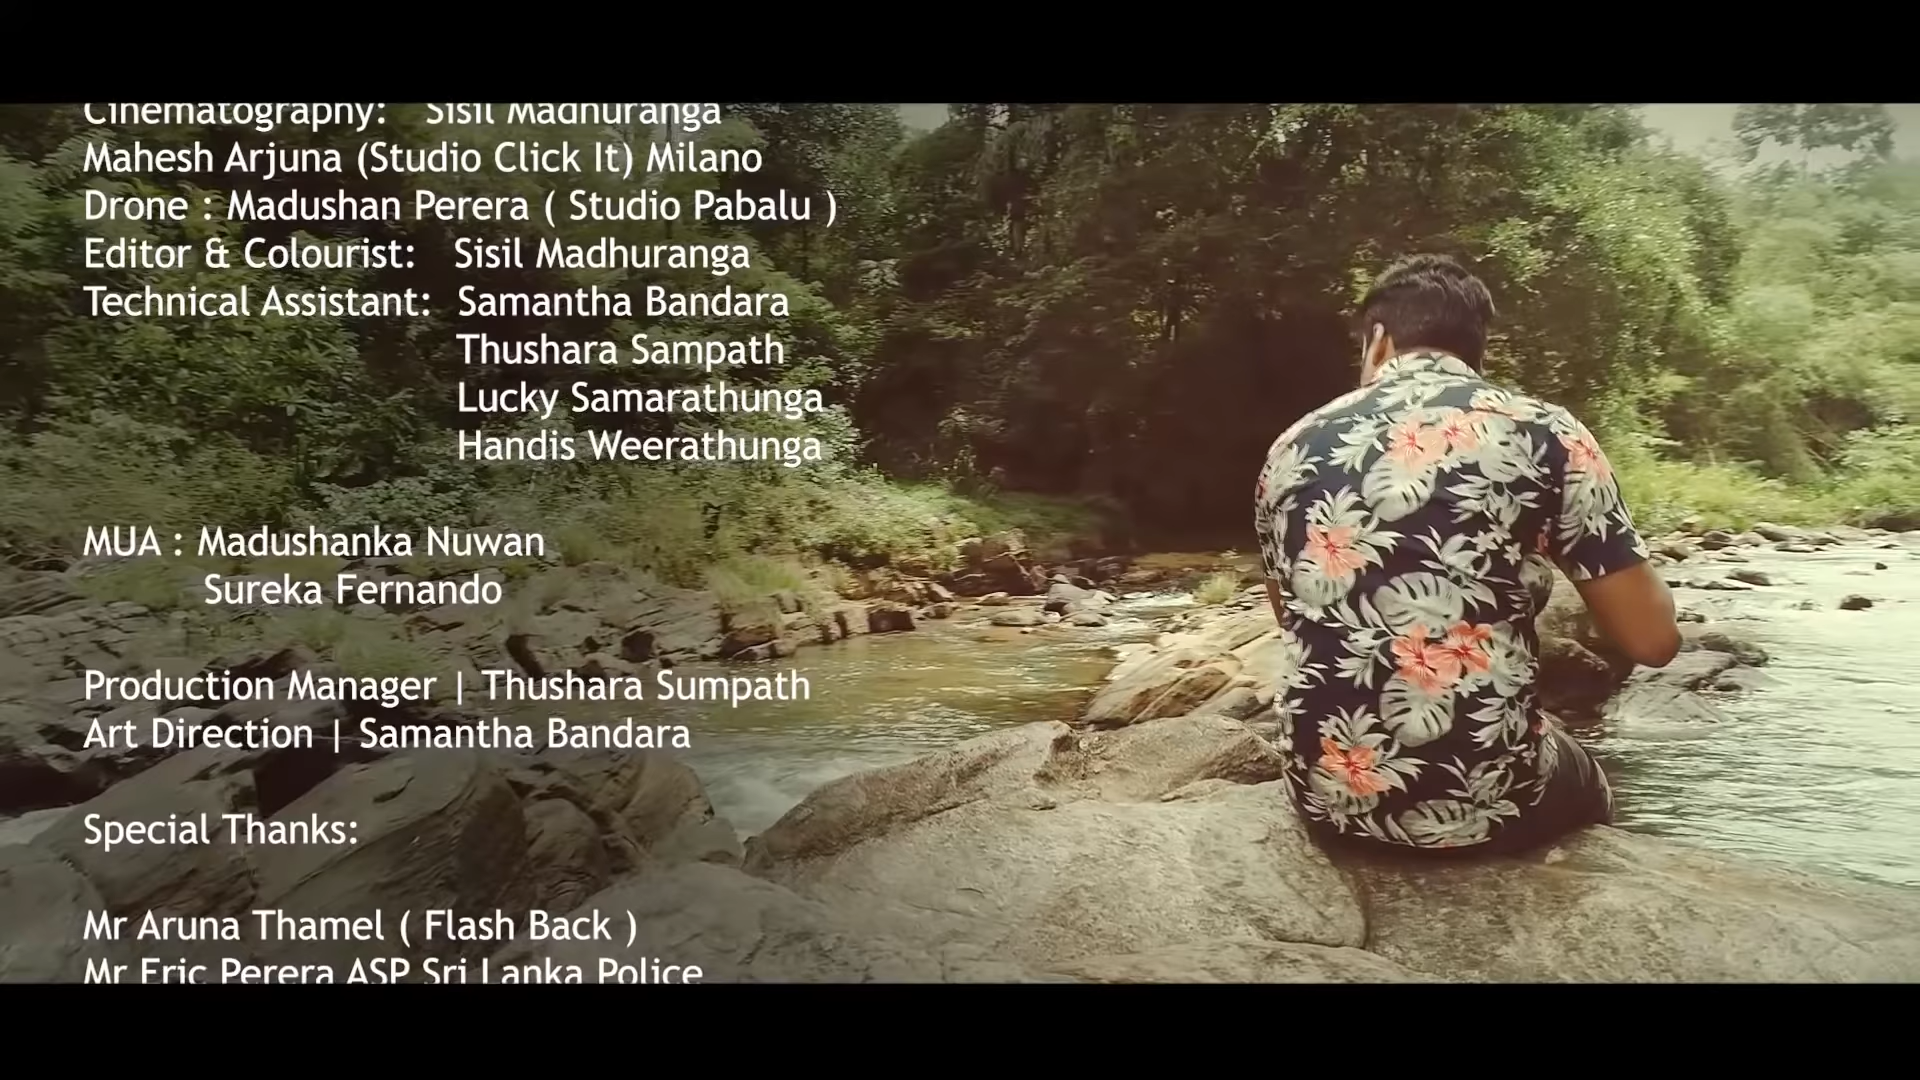 Cinematography: Sisil Madhuranga
Mahesh Arjuna (Studio Click It) Milano
Drone : Madushan Perera ( Studio Pabalu )
Editor & Colourist: Sisil Madhuranga
Technical Assistant: Samantha Bandara
Thushara Sampath
Lucky Samarathunga
Handis Weerathunga
MUA : Madushanka Nuwan
Sureka Fernando
Production Manager | Thushara Sumpath
Art Direction | Samantha Bandara
Special Thanks:
Mr Aruna Thamel ( Flash Back )
Mr Eric Perera ASP Sri Lanka Police